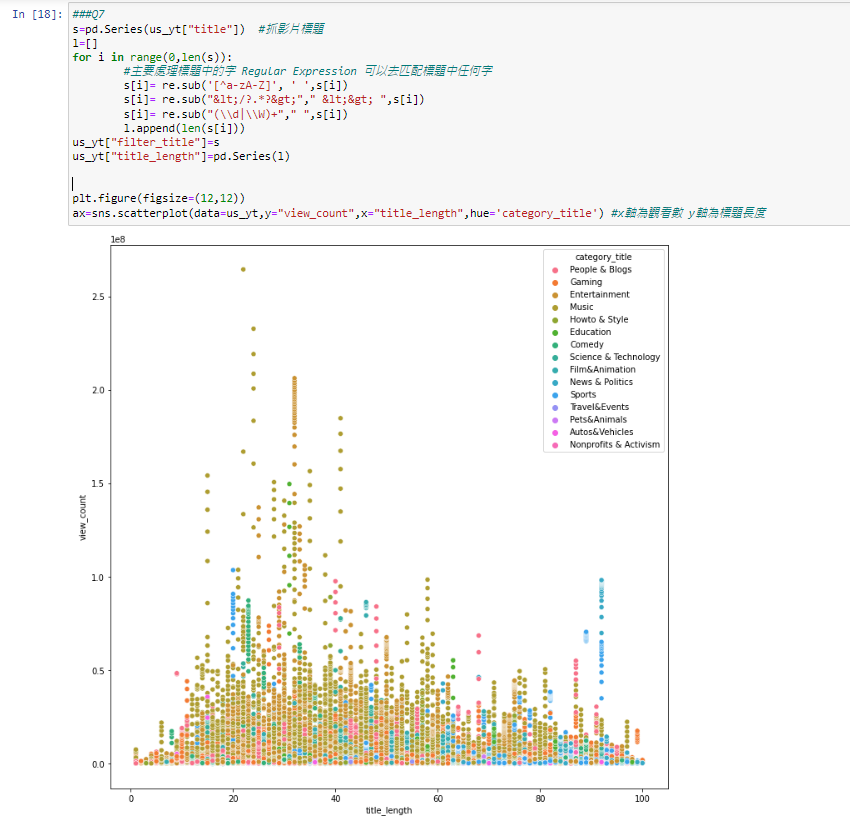 In [18]:
###Q7
s=pd.Series(us_yt["title"])  #抓影片標題
l=[]
for i in range(0,len(s)):
        #主要處理標題中的字 Regular Expression 可以去匹配標題中任何字
        s[i]= re.sub('[^a-zA-Z]', ' ',s[i])
        s[i]= re.sub("&lt;/?.*?&gt;"," &lt;&gt; ",s[i])
        s[i]= re.sub("(\\d|\\W)+"," ",s[i])
        l.append(len(s[i]))
us_yt["filter_title"]=s
us_yt["title_length"]=pd.Series(l)
plt.figure(figsize=(12,12))
ax=sns.scatterplot(data=us_yt,y="view_count",x="title_length",hue='category_title') #x軸為觀看數 y軸為標題長度
1e8
category_title
People & Blogs
Gaming
Entertainment
Music
Howto & Style
Education
Comedy
Science & Technology
Film&Animation
News & Politics
Sports
Travel&Events
Pets&Animals
Autos&Vehicles
Nonprofits & Activism
2.5
2.0
1.5
1.0
0.5
0.0
view_count
0 20 40 60 80 100
title_length